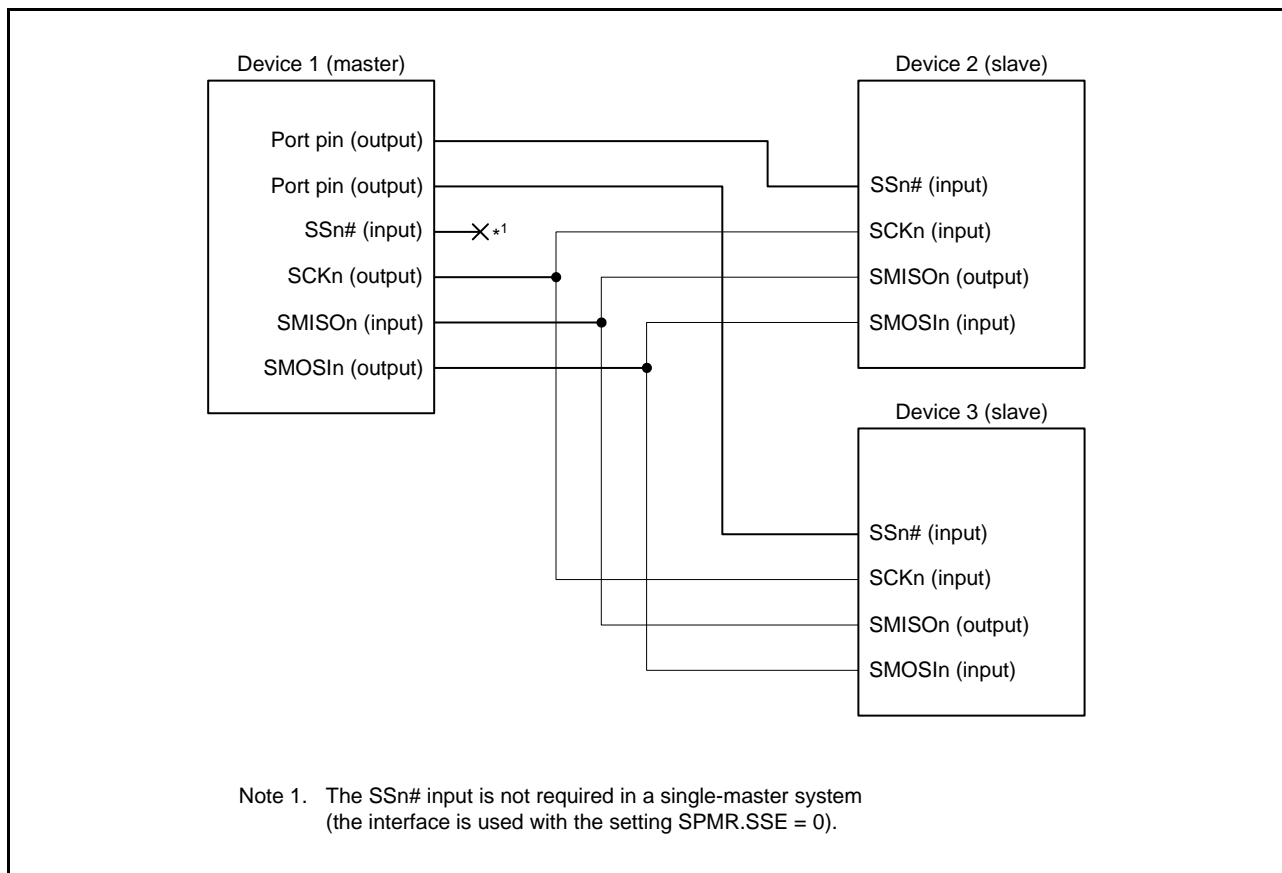 Device 1 (master)
Port pin (output)
Port pin (output)
SSn# (input)
*1
SCKn (output)
SMISOn (input)
SMOSIn (output)
Device 2 (slave)
SSn# (input)
SCKn (input)
SMISOn (output)
SMOSIn (input)
Device 3 (slave)
SSn# (input)
SCKn (input)
SMISOn (output)
SMOSIn (input)
Note 1. The SSn# input is not required in a single-master system
(the interface is used with the setting SPMR.SSE = 0).